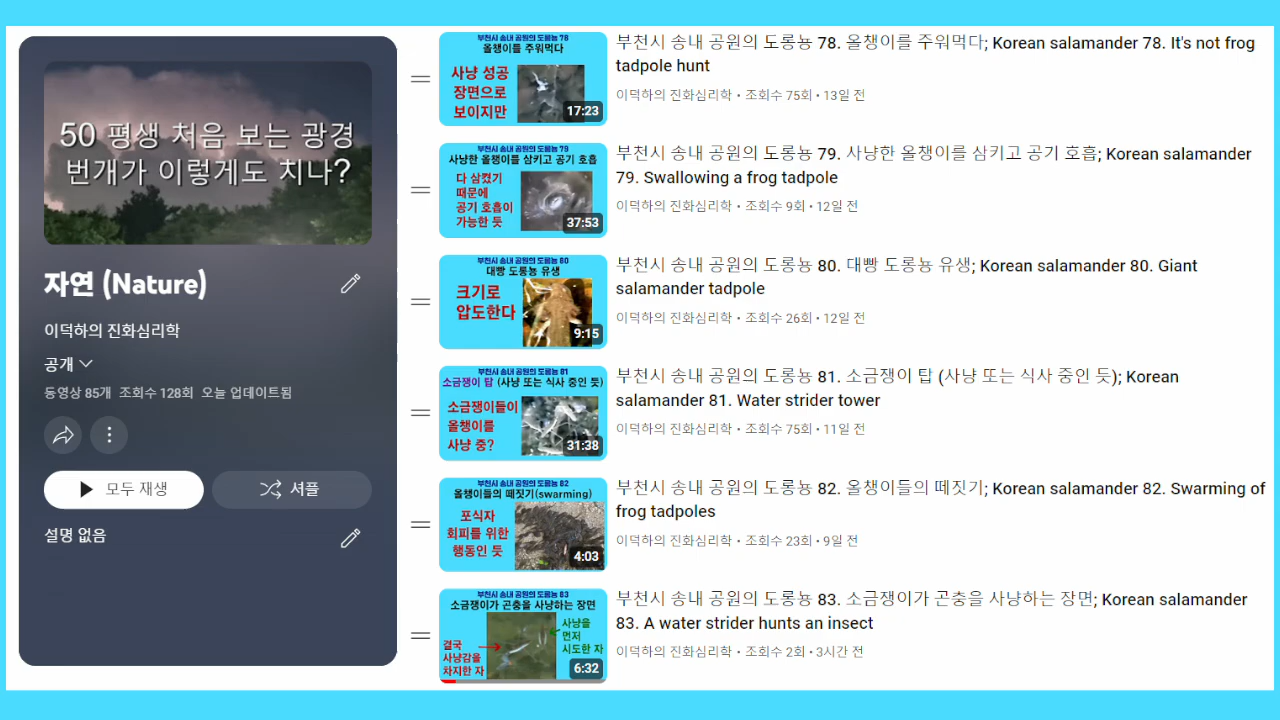 50 평생 처음 보는 광경
번개가 이렇게도 치나?
자연 (Nature)
이덕하의 진화심리학
공개
동영상 85개 조회수 128회 오늘 업데이트됨
모두 재생
셔플
설명 없음
부천시 송내 공원의 도롱뇽 78
올챙이를 주워먹다
사냥 성공
장면으로
보이지만
17:23
부천시 송내 공원의 도롱뇽 78. 올챙이를 주워먹다; Korean salamander 78. It's not frog
tadpole hunt
이덕하의 진화심리학 • 조회수 75회 • 13일 전
부천시 송내 공원의 도롱뇽 79
사냥한 올챙이를 삼키고 공기 호흡
다 삼켰기
때문에
공기 호흡이
가능한 듯
37:53
부천시 송내 공원의 도롱뇽 79. 사냥한 올챙이를 삼키고 공기 호흡; Korean salamander
79. Swallowing a frog tadpole
이덕하의 진화심리학 • 조회수 9회 • 12일 전
부천시 송내 공원의 도롱뇽 80
대빵 도롱뇽 유생
크기로
압도한다
9:15
부천시 송내 공원의 도롱뇽 80. 대빵 도롱뇽 유생; Korean salamander 80. Giant
salamander tadpole
이덕하의 진화심리학 • 조회수 26회 • 12일 전
부천시 송내 공원의 도롱뇽 81
소금쟁이 탑 (사냥 또는 식사 중인 듯)
소금쟁이들이
올챙이를
사냥 중?
31:38
부천시 송내 공원의 도롱뇽 81. 소금쟁이 탑 (사냥 또는 식사 중인 듯); Korean
salamander 81. Water strider tower
이덕하의 진화심리학 • 조회수 75회 • 11일 전
부천시 송내 공원의 도롱뇽 82
올챙이들의 떼짓기(swarming)
포식자
회피를 위한
행동인 듯
4:03
부천시 송내 공원의 도롱뇽 82. 올챙이들의 떼짓기; Korean salamander 82. Swarming of
frog tadpoles
이덕하의 진화심리학 • 조회수 23회 • 9일 전
부천시 송내 공원의 도롱뇽 83
소금쟁이가 곤충을 사냥하는 장면
사냥을
먼저
시도한 자
결국
사냥감을
차지한 자
6:32
부천시 송내 공원의 도롱뇽 83. 소금쟁이가 곤충을 사냥하는 장면; Korean salamander
83. A water strider hunts an insect
이덕하의 진화심리학 • 조회수 2회 • 3시간 전